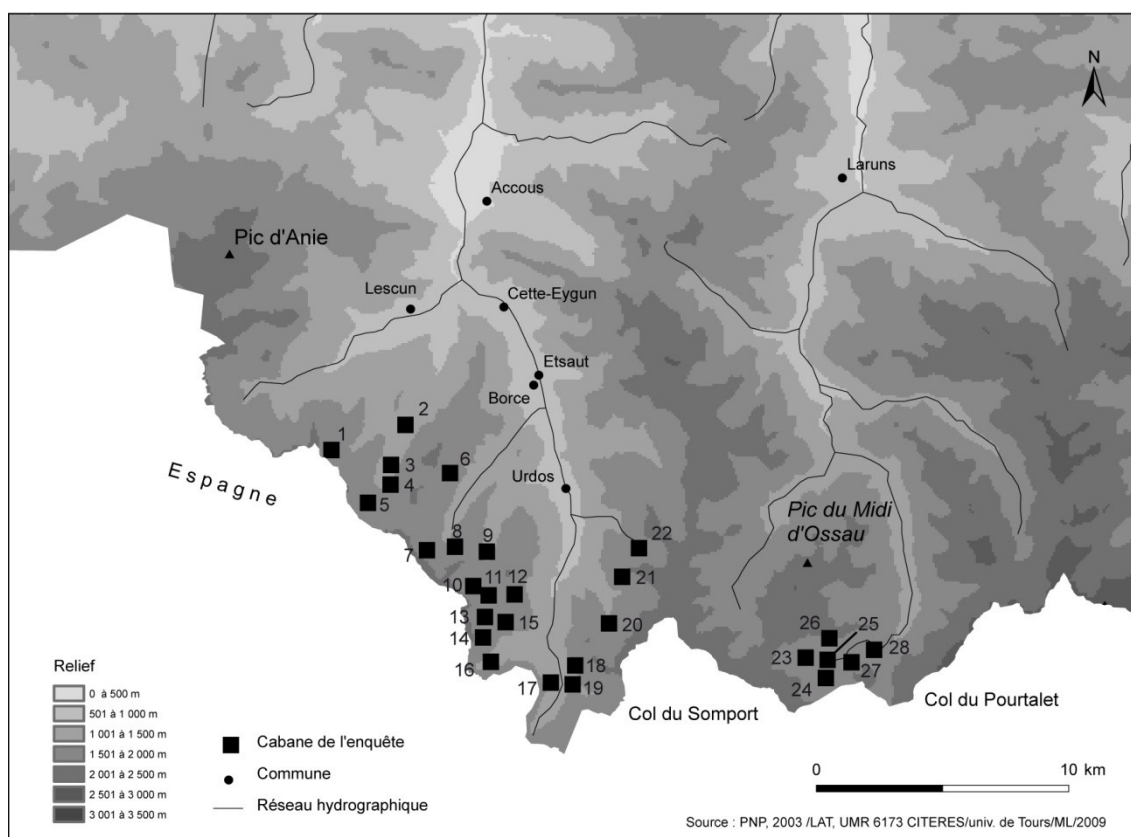 N
Laruns
Accous
Pic d'Anie
Lescun
Cette-Eygun
Etsaut
Borce
2
1
3
6
4
Espagne
5
Urdos
Pic du Midi
d'Ossau
8
9
7
22
10
11
12
21
13
15
14
20
26
25
28
16
23
18
27
17
19
24
Col du Somport
Col du Pourtalet
Relief
0 à 500 m
501 à 1 000 m
1 001 à 1 500 m
1 501 à 2 000 m
2 001 à 2 500 m
2 501 à 3 000 m
3 001 à 3 500 m
Cabane de l'enquête
Commune
Réseau hydrographique
0
10 km
Source : PNP, 2003 /LAT, UMR 6173 CITERES/univ. de Tours/ML/2009